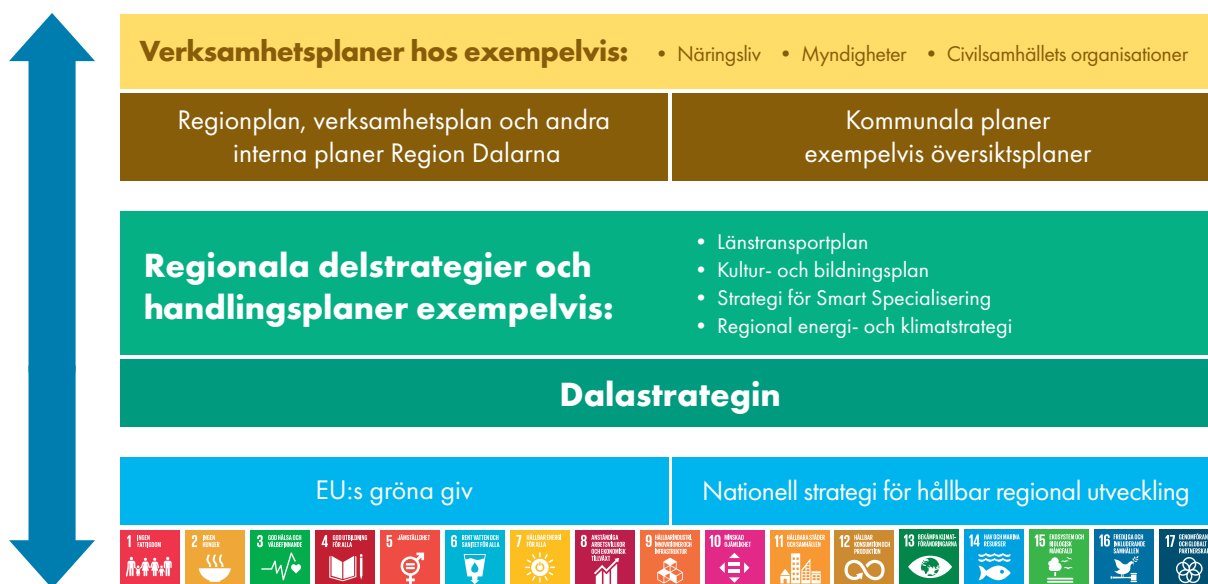 Verksamhetsplaner hos exempelvis: • Näringsliv • Myndigheter • Civilsamhällets organisationer
Regionplan, verksamhetsplan och andra
interna planer Region Dalarna
Kommunala planer
exempelvis översiktsplaner
Regionala delstrategier och
handlingsplaner exempelvis:
• Länstransportplan
• Kultur- och bildningsplan
• Strategi för Smart Specialisering
• Regional energi- och klimatstrategi
Dalastrategin
EU:s gröna giv
Nationell strategi för hållbar regional utveckling
1 INGEN
FATTIGDOM
2 INGEN
HUNGER
3 GOD HÄLSA OCH
VÄLBEFINNANDE
4 GOD UTBILDNING
FÖR ALLA
5 JÄMSTÄLLDHET
6 RENT VATTEN OCH
SANITET FÖR ALLA
7 HÅLLBAR ENERGI
FÖR ALLA
8 ANSTÄNDIGA
ARBETSVILLKOR
OCH EKONOMISK
TILLVÄXT
9 HÅLLBAR INDUSTRI,
INNOVATIONER OCH
INFRASTRUKTUR
10 MINSKAD
OJÄMLIKHET
11 HÅLLBARA STÄDER
OCH SAMHÄLLEN
12 HÅLLBAR
KONSUMTION OCH
PRODUKTION
13 BEKÄMPA KLIMAT-
FÖRÄNDRINGARNA
14 HAV OCH MARINA
RESURSER
15 EKOSYSTEM OCH
BIOLOGISK
MÅNGFALD
16 FREDLIGA OCH
INKLUDERANDE
SAMHÄLLEN
17 GENOMFÖRAN
OCH GLOBALT
PARTNERSKAP